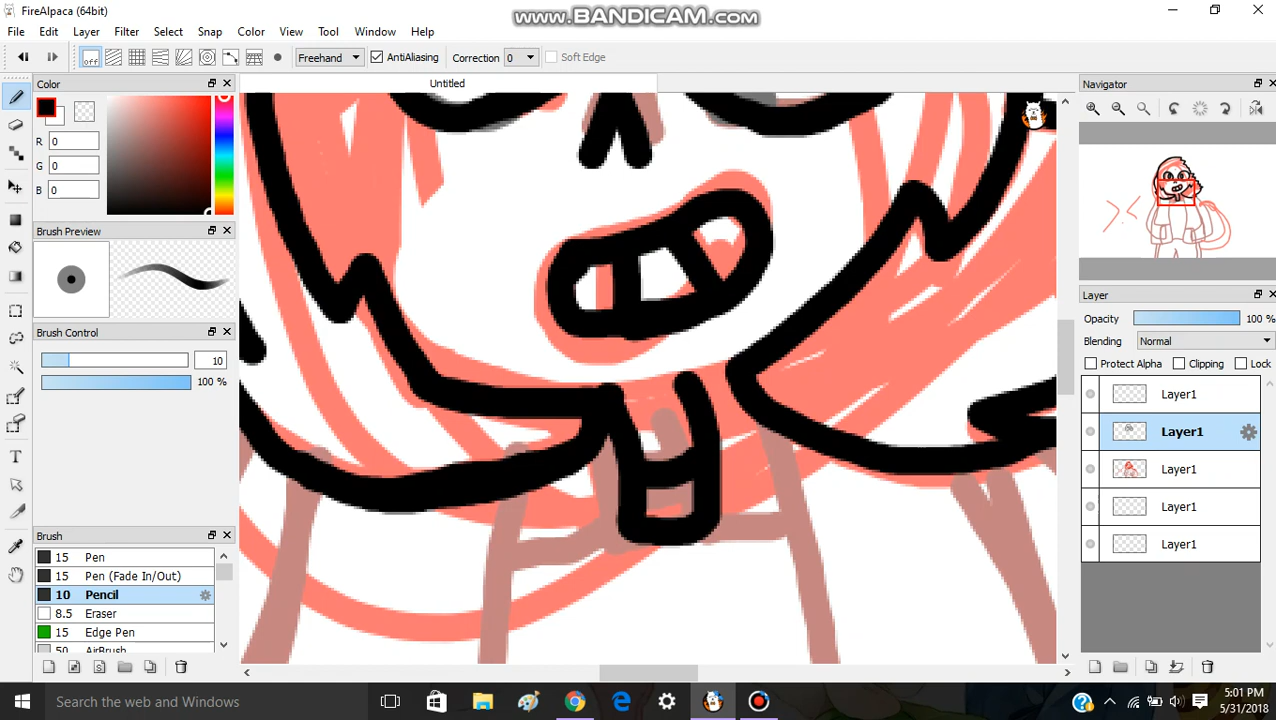 FireAlpaca (64bit)
www.BANDICAM.com
File Edit Layer Filter Select Snap Color View Tool Window Help
off Freehand AntiAliasing Correction 0 Soft Edge
Color Untitled Navigator
R 0
G 0
B 0
Brush Preview
Layer
Opacity 100 %
Brush Control
Blending Normal
10
Protect Alpha Clipping Lock
100 %
Layer1
Layer1
Layer1
Layer1
Layer1
Brush
15 Pen
15 Pen (Fade In/Out)
10 Pencil
8.5 Eraser
15 Edge Pen
50 AirBrush
Search the web and Windows
5:01 PM
5/31/2018